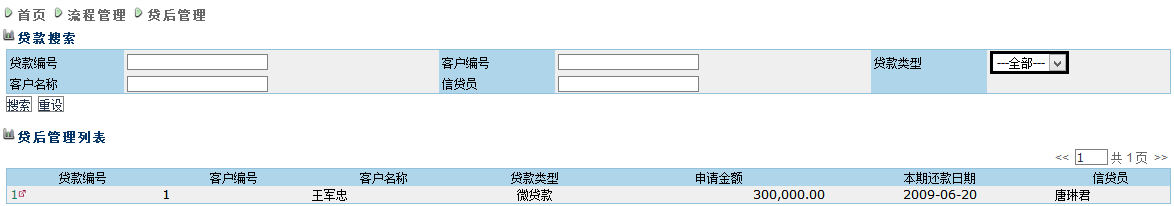 首页 流程管理 贷后管理
贷款搜索
贷款编号 客户编号 贷款类型 ---全部---
客户名称 信贷员
搜索 重设
贷后管理列表
<< 1 共 1 页 >>
贷款编号 客户编号 客户名称 贷款类型 申请金额 本期还款日期 信贷员
1 1 王军忠 微贷款 300,000.00 2009-06-20 唐琳君